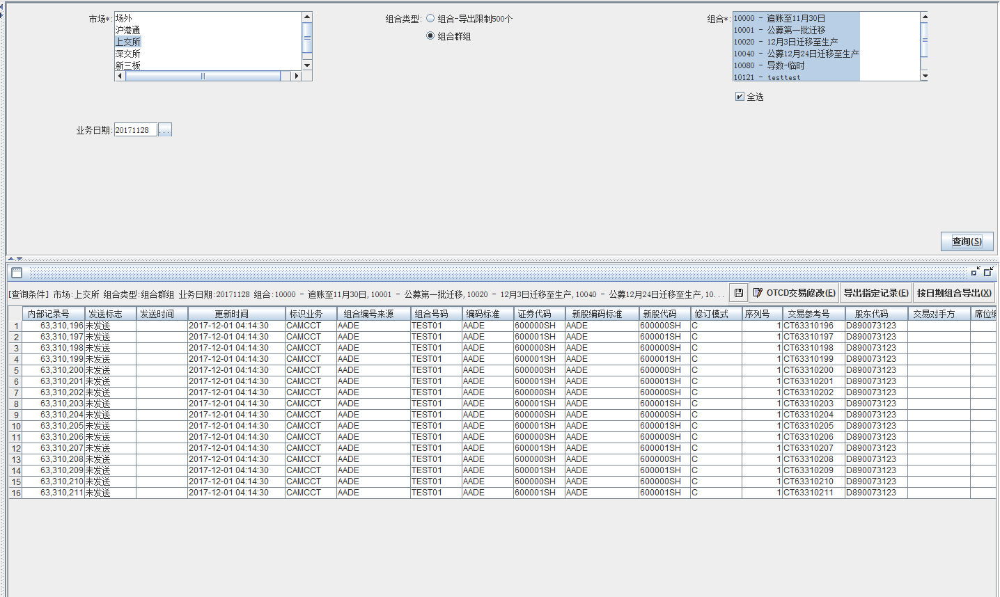 市场*:
场外
沪港通
上交所
深交所
新三板
组合类型:
组合-导出限制500个
组合群组
组合*:
10000 - 追账至11月30日
10001 - 公募第一批迁移
10020 - 12月3日迁移至生产
10040 - 公募12月24日迁移至生产
10080 - 导数-临时
10121 - testtest
全选
业务日期: 20171128 ...
查询(S)
[查询条件] 市场:上交所 组合类型:组合群组 业务日期:20171128 组合:10000 - 追账至11月30日,10001 - 公募第一批迁移,10020 - 12月3日迁移至生产,10040 - 公募12月24日迁移至生产,10...
OTCD交易修改(E) 导出指定记录(E) 按日期组合导出(X)
内部记录号 发送标志 发送时间 更新时间 标识业务 组合编号来源 组合号码 编码标准 证券代码 新股编码标准 新股代码 修订模式 序列号 交易参考号 股东代码 交易对手方 席位
1 63,310,196 未发送 2017-12-01 04:14:30 CAMCCT AADE TEST01 AADE 600000SH AADE 600000SH C 1 CT63310196 D890073123
2 63,310,197 未发送 2017-12-01 04:14:30 CAMCCT AADE TEST01 AADE 600001SH AADE 600001SH C 1 CT63310197 D890073123
3 63,310,198 未发送 2017-12-01 04:14:30 CAMCCT AADE TEST01 AADE 600000SH AADE 600000SH C 1 CT63310198 D890073123
4 63,310,199 未发送 2017-12-01 04:14:30 CAMCCT AADE TEST01 AADE 600001SH AADE 600001SH C 1 CT63310199 D890073123
5 63,310,200 未发送 2017-12-01 04:14:30 CAMCCT AADE TEST01 AADE 600000SH AADE 600000SH C 1 CT63310200 D890073123
6 63,310,201 未发送 2017-12-01 04:14:30 CAMCCT AADE TEST01 AADE 600001SH AADE 600001SH C 1 CT63310201 D890073123
7 63,310,202 未发送 2017-12-01 04:14:30 CAMCCT AADE TEST01 AADE 600000SH AADE 600000SH C 1 CT63310202 D890073123
8 63,310,203 未发送 2017-12-01 04:14:30 CAMCCT AADE TEST01 AADE 600001SH AADE 600001SH C 1 CT63310203 D890073123
9 63,310,204 未发送 2017-12-01 04:14:30 CAMCCT AADE TEST01 AADE 600000SH AADE 600000SH C 1 CT63310204 D890073123
10 63,310,205 未发送 2017-12-01 04:14:30 CAMCCT AADE TEST01 AADE 600001SH AADE 600001SH C 1 CT63310205 D890073123
11 63,310,206 未发送 2017-12-01 04:14:30 CAMCCT AADE TEST01 AADE 600000SH AADE 600000SH C 1 CT63310206 D890073123
12 63,310,207 未发送 2017-12-01 04:14:30 CAMCCT AADE TEST01 AADE 600001SH AADE 600001SH C 1 CT63310207 D890073123
13 63,310,208 未发送 2017-12-01 04:14:30 CAMCCT AADE TEST01 AADE 600000SH AADE 600000SH C 1 CT63310208 D890073123
14 63,310,209 未发送 2017-12-01 04:14:30 CAMCCT AADE TEST01 AADE 600001SH AADE 600001SH C 1 CT63310209 D890073123
15 63,310,210 未发送 2017-12-01 04:14:30 CAMCCT AADE TEST01 AADE 600000SH AADE 600000SH C 1 CT63310210 D890073123
16 63,310,211 未发送 2017-12-01 04:14:30 CAMCCT AADE TEST01 AADE 600001SH AADE 600001SH C 1 CT63310211 D890073123